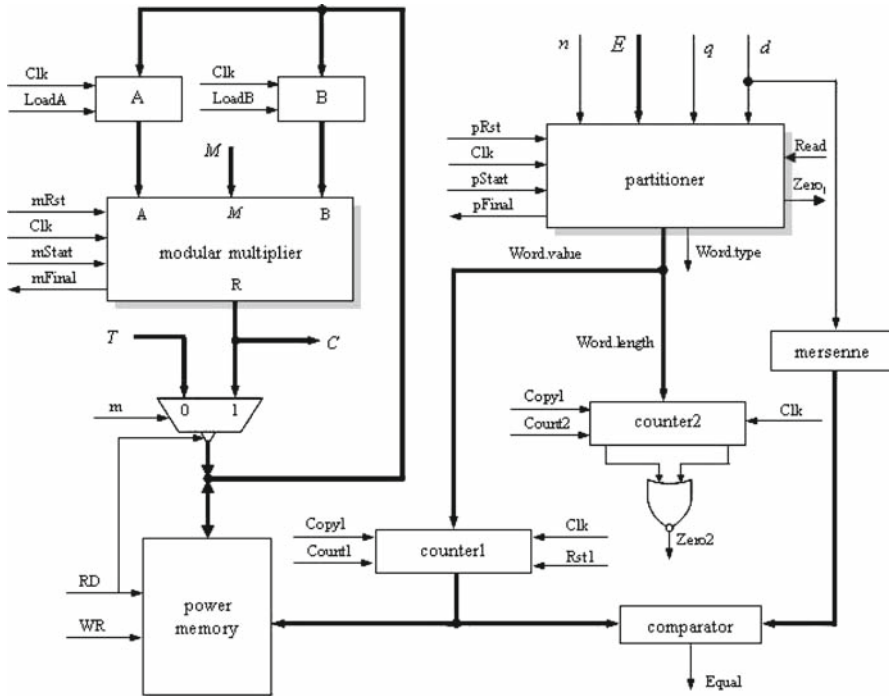 n
E
q
d
Clk
LoadA
A
Clk
LoadB
B
M
pRst
Clk
pStart
pFinal
partitioner
Read
Zero1
mRst
Clk
mStart
mFinal
A
M
B
modular multiplier
R
Word.value
Word.type
T
C
Word.length
mersenne
m
0
1
Copy1
Count2
counter2
Clk
Zero2
Copy1
Count1
counter1
Clk
Rst1
RD
WR
power
memory
comparator
Equal